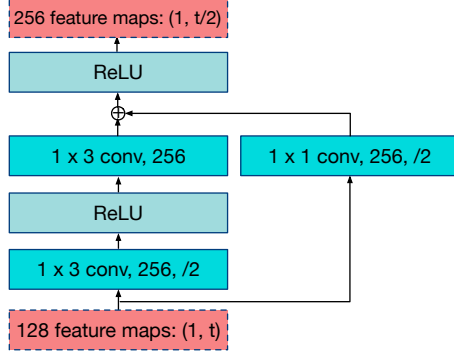 256 feature maps: (1, t/2)
ReLU
1 x 3 conv, 256
1 x 1 conv, 256, /2
ReLU
1 x 3 conv, 256, /2
128 feature maps: (1, t)